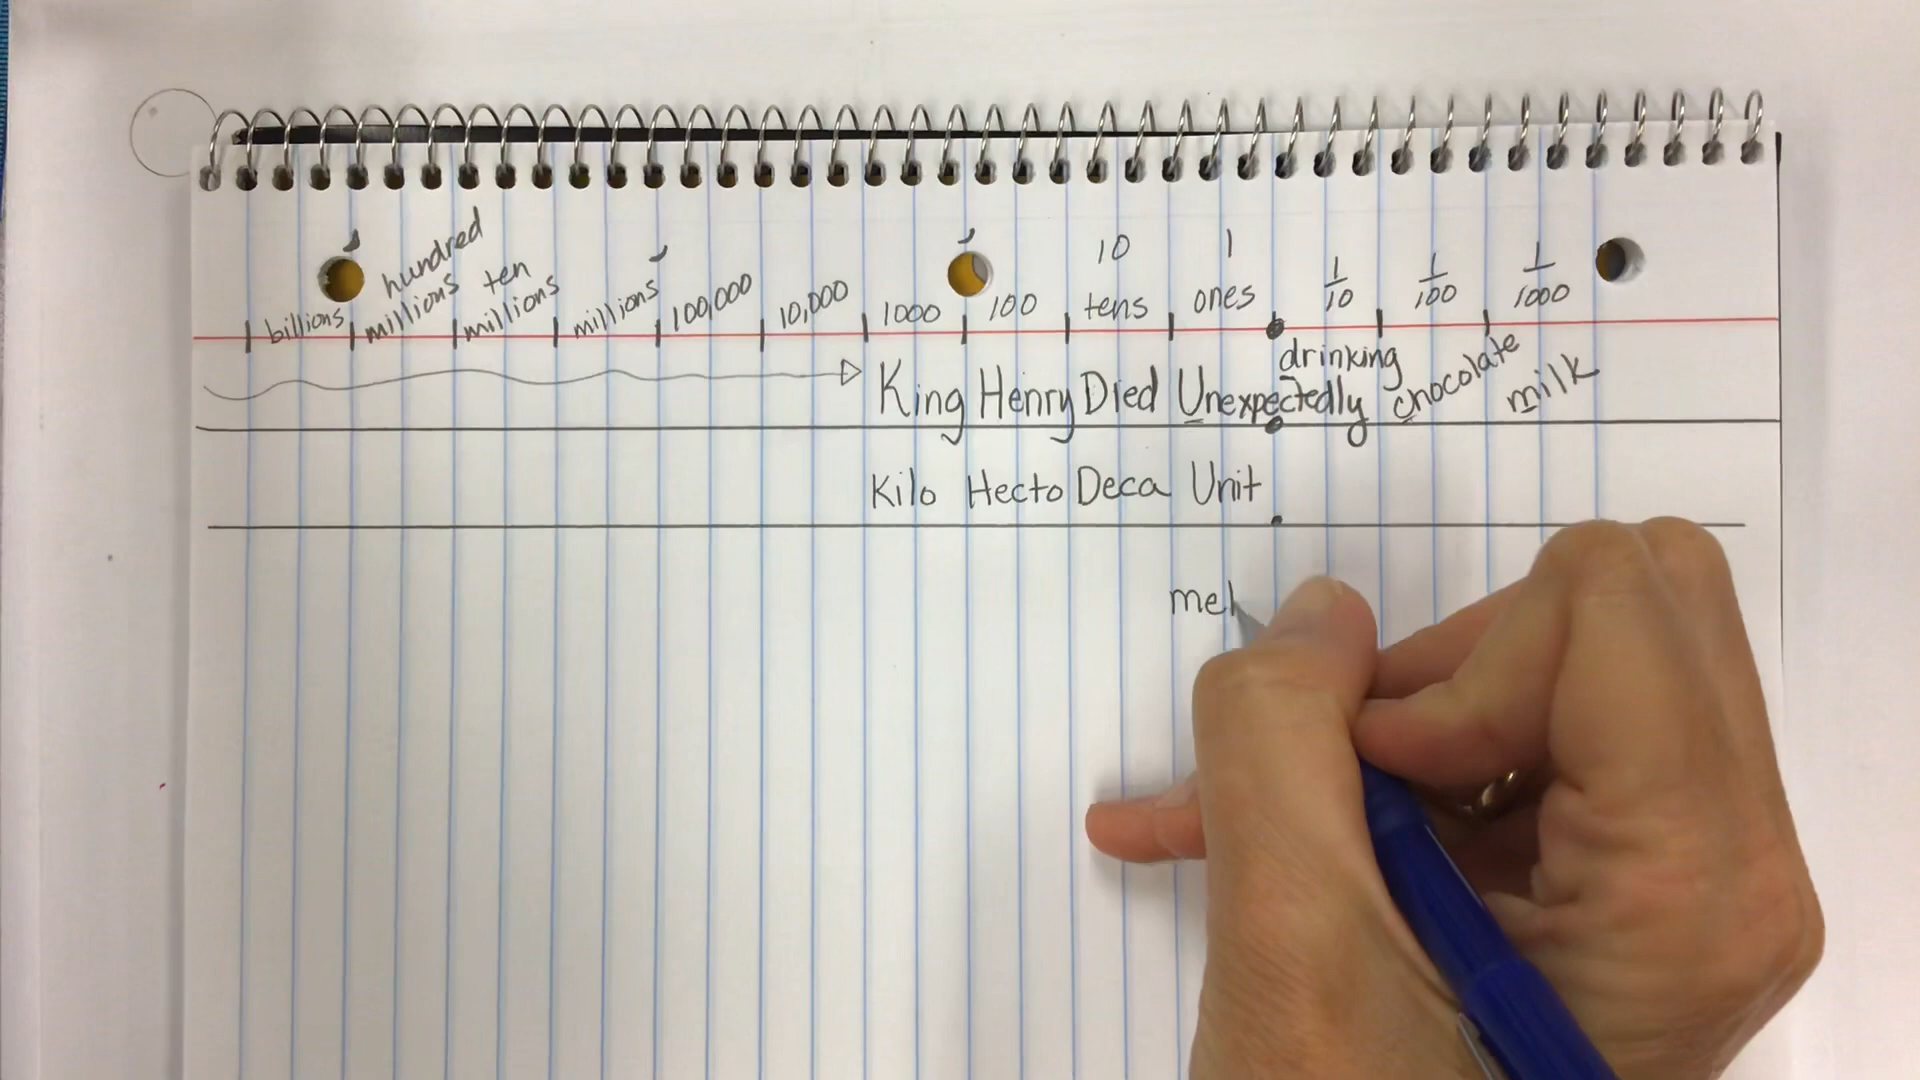 hundred millions ten millions
billions millions 100,000 10,000 1000 100 10 tens 1 ones 1/10 1/100 1/1000
King Henry Died Unexpectedly drinking chocolate milk
Kilo Hecto Deca Unit